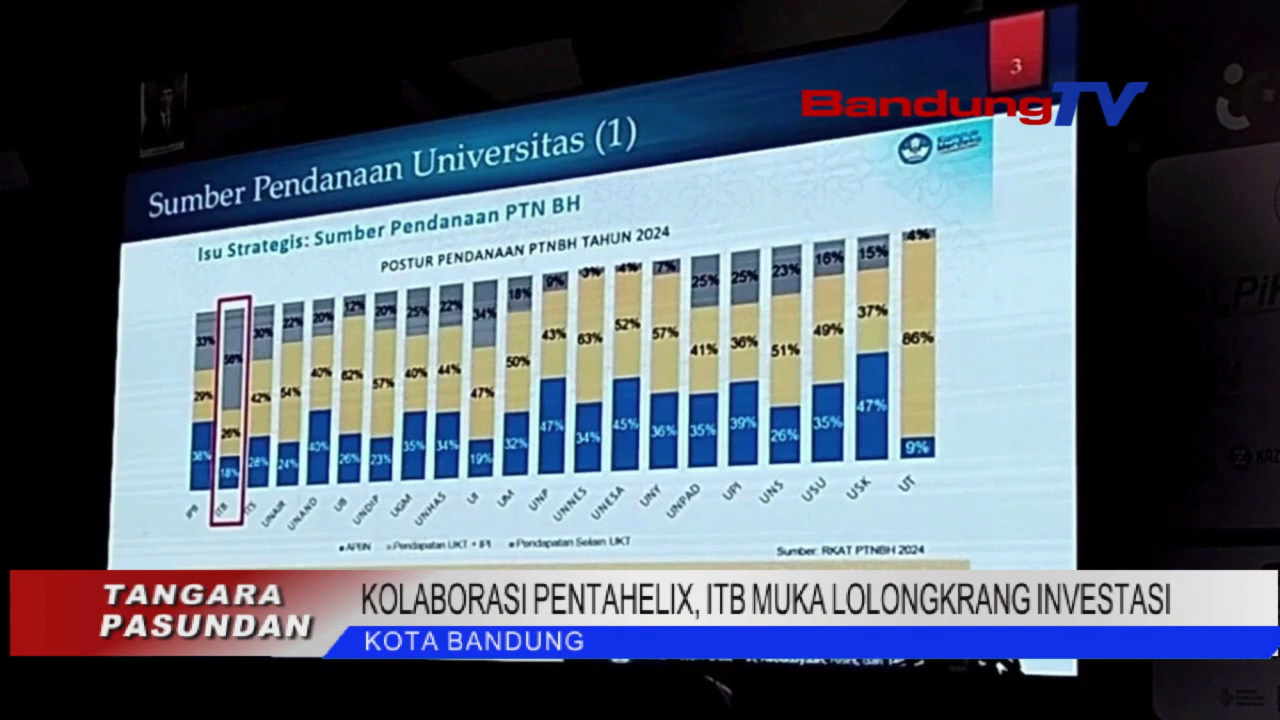 3
BandungTV
Sumber Pendanaan Universitas (1)
Kampus
Merdeka
Isu Strategis: Sumber Pendanaan PTN BH
POSTUR PENDANAAN PTNBH TAHUN 2024
33% 56% 30% 22% 20% 12% 20% 25% 22% 34% 18% 9% 3% 4% 7% 25% 25% 23% 16% 15% 4%
29% 26% 42% 54% 40% 62% 57% 40% 44% 47% 50% 43% 63% 52% 57% 41% 36% 51% 49% 37% 86%
38% 18% 28% 24% 40% 26% 23% 35% 34% 19% 32% 47% 34% 45% 36% 35% 39% 26% 35% 47% 9%
IPB ITB ITS UNAIR UNAND UB UNDIP UGM UNHAS UI UM UNP UNNES UNESA UNY UNPAD UPI UNS USU USK UT
APBN Pendapatan UKT + IPI Pendapatan Selain UKT
Sumber: RKAT PTNBH 2024
TANGARA
PASUNDAN
KOLABORASI PENTAHELIX, ITB MUKA LOLONGKRANG INVESTASI
KOTA BANDUNG